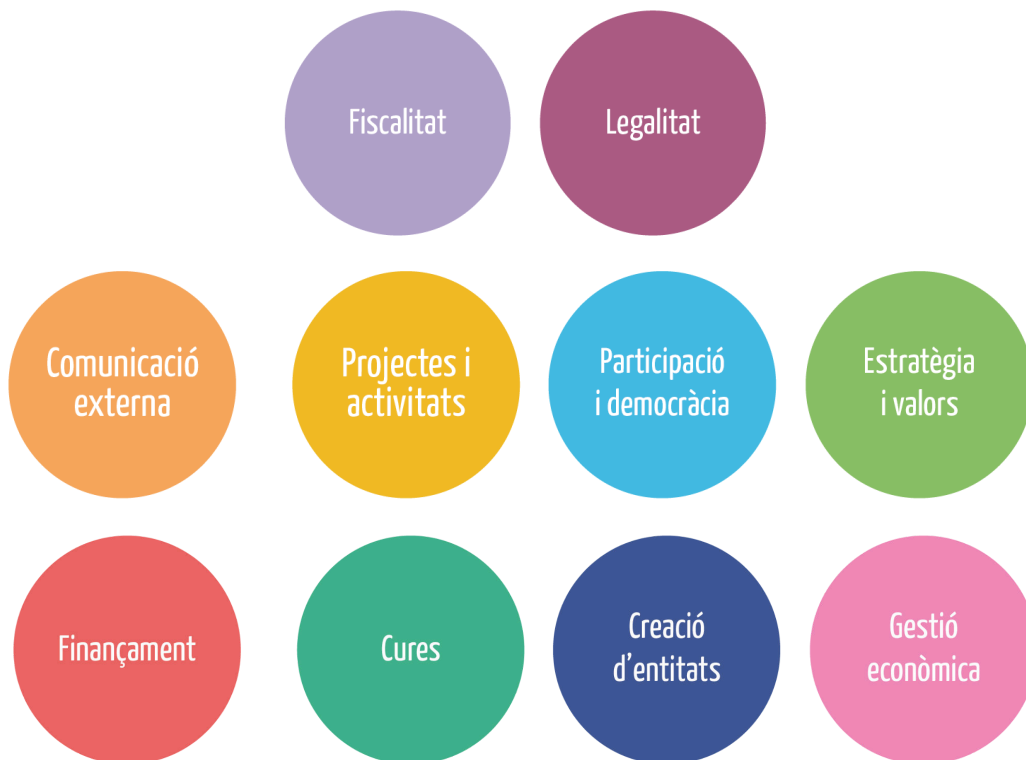 Fiscalitat
Legalitat
Comunicació
externa
Projectes i
activitats
Participació
i democràcia
Estratègia
i valors
Finançament
Cures
Creació
d’entitats
Gestió
econòmica